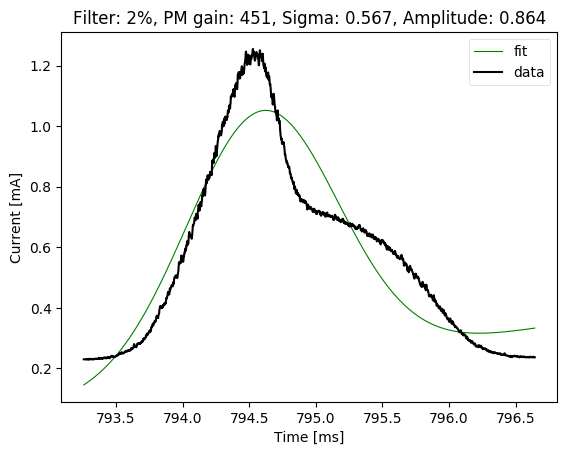 Filter: 2%, PM gain: 451, Sigma: 0.567, Amplitude: 0.864
fit
data
1.2
1.0
0.8
0.6
0.4
0.2
Current [mA]
793.5 794.0 794.5 795.0 795.5 796.0 796.5
Time [ms]